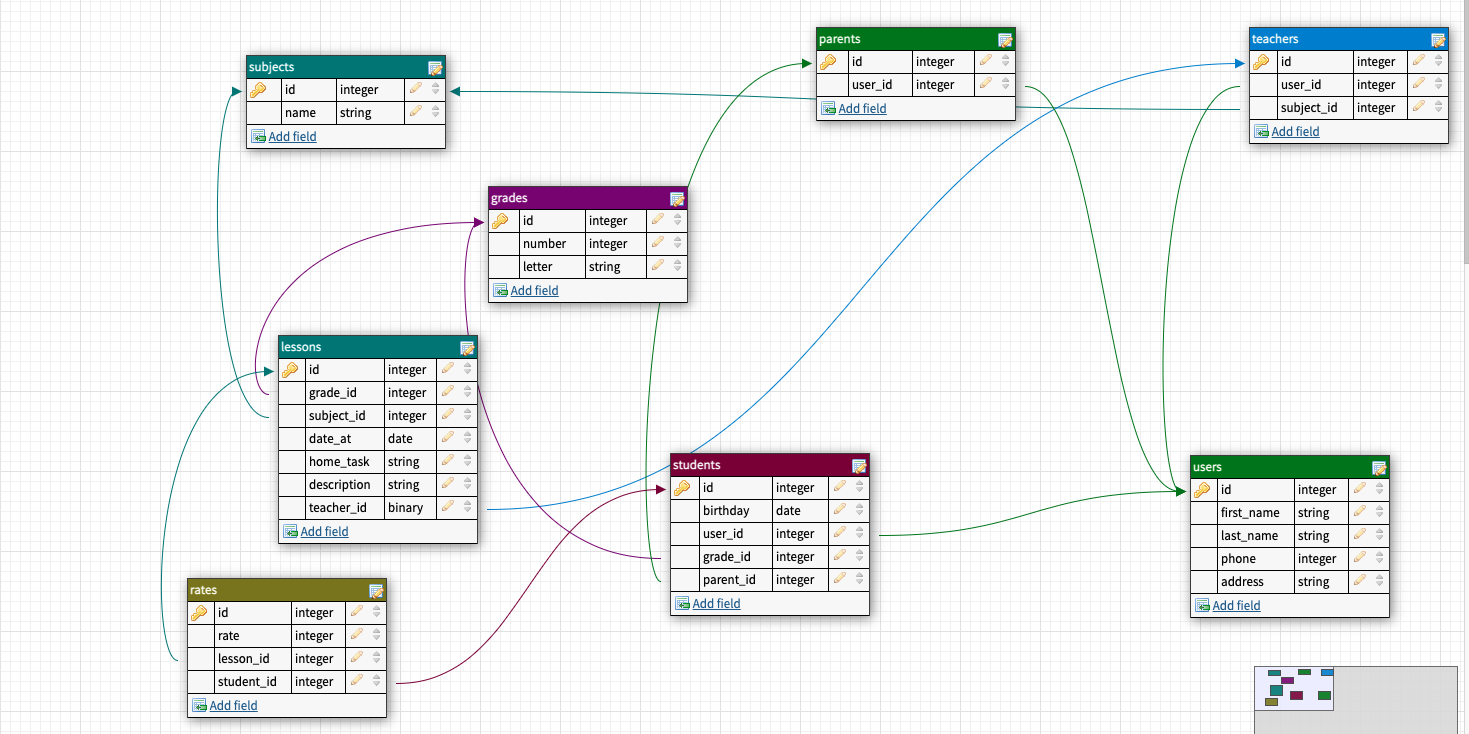 parents
id integer
user_id integer
Add field
teachers
id integer
user_id integer
subject_id integer
Add field
subjects
id integer
name string
Add field
grades
id integer
number integer
letter string
Add field
lessons
id integer
grade_id integer
subject_id integer
date_at date
home_task string
description string
teacher_id binary
Add field
students
id integer
birthday date
user_id integer
grade_id integer
parent_id integer
Add field
users
id integer
first_name string
last_name string
phone integer
address string
Add field
rates
id integer
rate integer
lesson_id integer
student_id integer
Add field